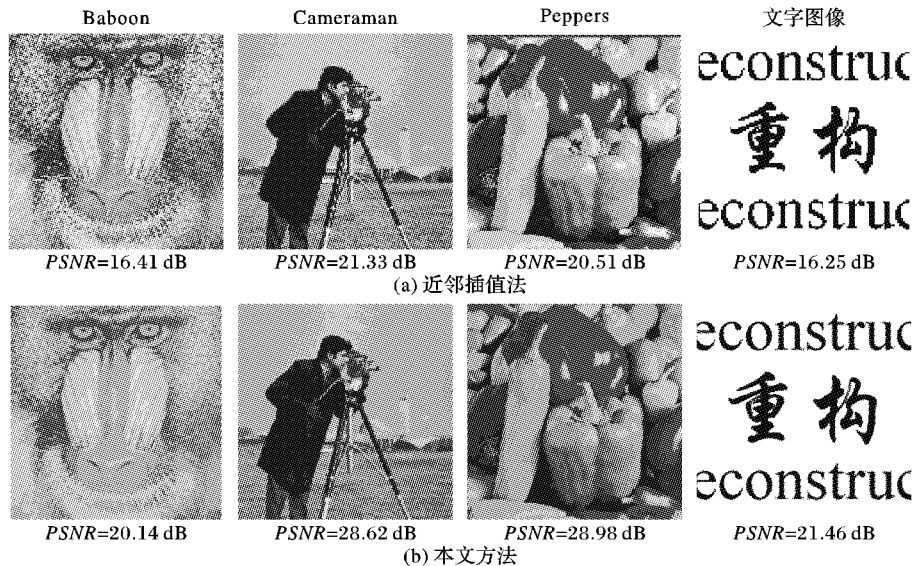 Baboon Cameraman Peppers 文字图像
econstruc
重构
econstruc
PSNR=16.41 dB PSNR=21.33 dB PSNR=20.51 dB PSNR=16.25 dB
(a) 近邻插值法
econstruc
重构
econstruc
PSNR=20.14 dB PSNR=28.62 dB PSNR=28.98 dB PSNR=21.46 dB
(b) 本文方法